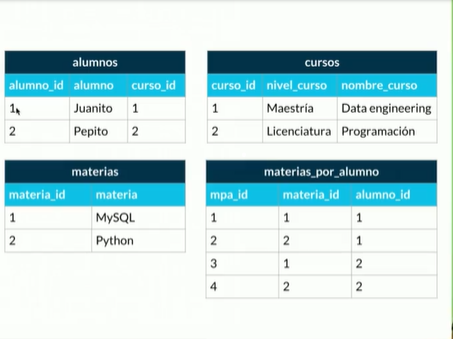 alumnos
alumno_id alumno curso_id
1 Juanito 1
2 Pepito 2
cursos
curso_id nivel_curso nombre_curso
1 Maestría Data engineering
2 Licenciatura Programación
materias
materia_id materia
1 MySQL
2 Python
materias_por_alumno
mpa_id materia_id alumno_id
1 1 1
2 2 1
3 1 2
4 2 2